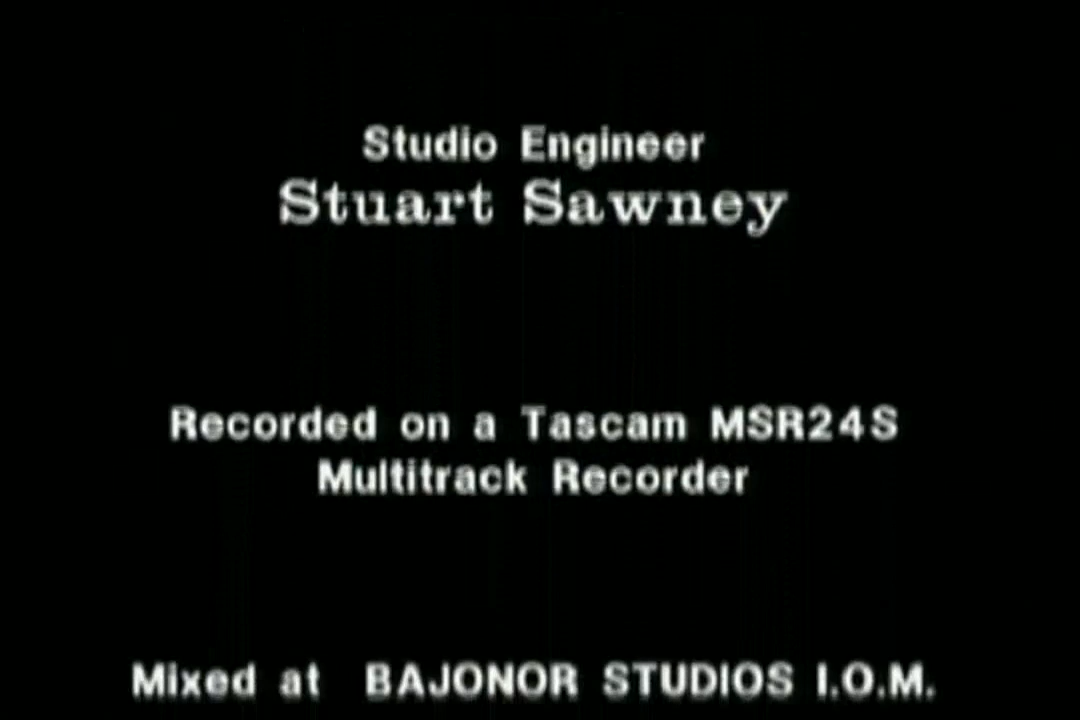 Studio Engineer
Stuart Sawney
Recorded on a Tascam MSR24S
Multitrack Recorder
Mixed at BAJONOR STUDIOS I.O.M.